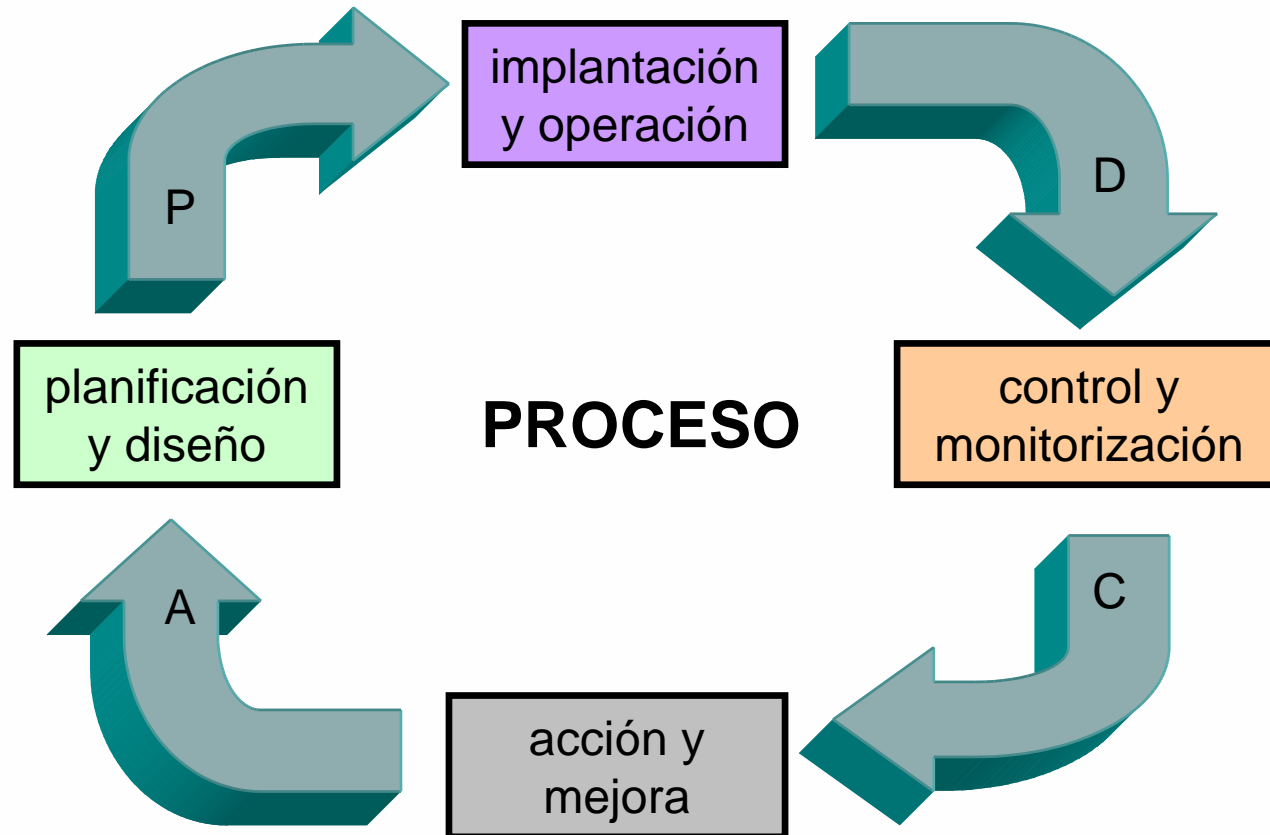 implantación
y operación
P
D
planificación
y diseño
PROCESO
control y
monitorización
A
C
acción y
mejora